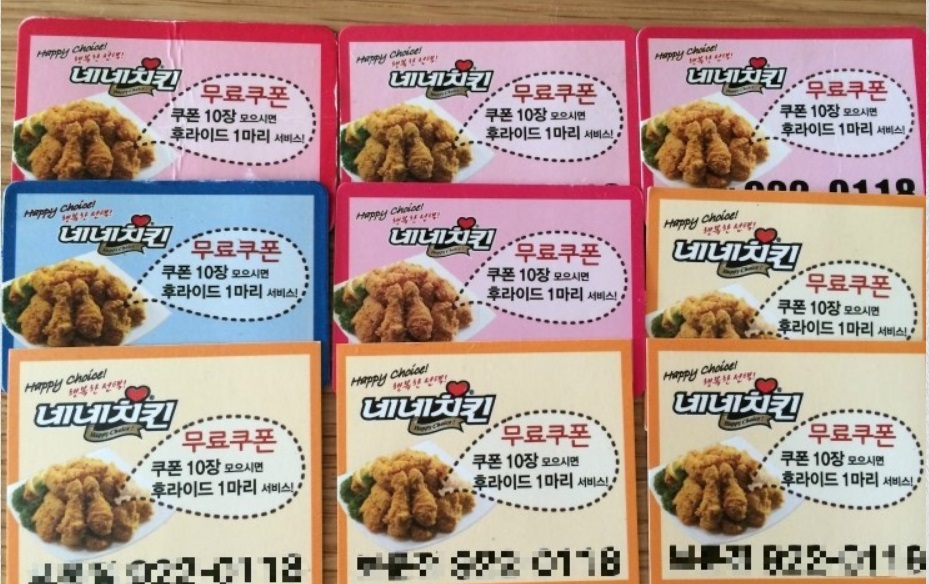 Happy Choice!
행복한 선택!
네네치킨
무료쿠폰
쿠폰 10장 모으시면
후라이드 1마리 서비스!
Happy Choice!
행복한 선택!
네네치킨
무료쿠폰
쿠폰 10장 모으시면
후라이드 1마리 서비스!
Happy Choice!
행복한 선택!
네네치킨
무료쿠폰
쿠폰 10장 모으시면
후라이드 1마리 서비스!
922-0118
Happy Choice!
행복한 선택!
네네치킨
무료쿠폰
쿠폰 10장 모으시면
후라이드 1마리 서비스!
Happy Choice!
행복한 선택!
네네치킨
무료쿠폰
쿠폰 10장 모으시면
후라이드 1마리 서비스!
Happy Choice!
행복한 선택!
네네치킨
Happy Choice!
무료쿠폰
쿠폰 10장 모으시면
후라이드 1마리 서비스!
Happy Choice!
행복한 선택!
네네치킨
Happy Choice!
무료쿠폰
쿠폰 10장 모으시면
후라이드 1마리 서비스!
922-0118
Happy Choice!
행복한 선택!
네네치킨
Happy Choice!
무료쿠폰
쿠폰 10장 모으시면
후라이드 1마리 서비스!
922-0118
Happy Choice!
행복한 선택!
네네치킨
Happy Choice!
무료쿠폰
쿠폰 10장 모으시면
후라이드 1마리 서비스!
922-0118